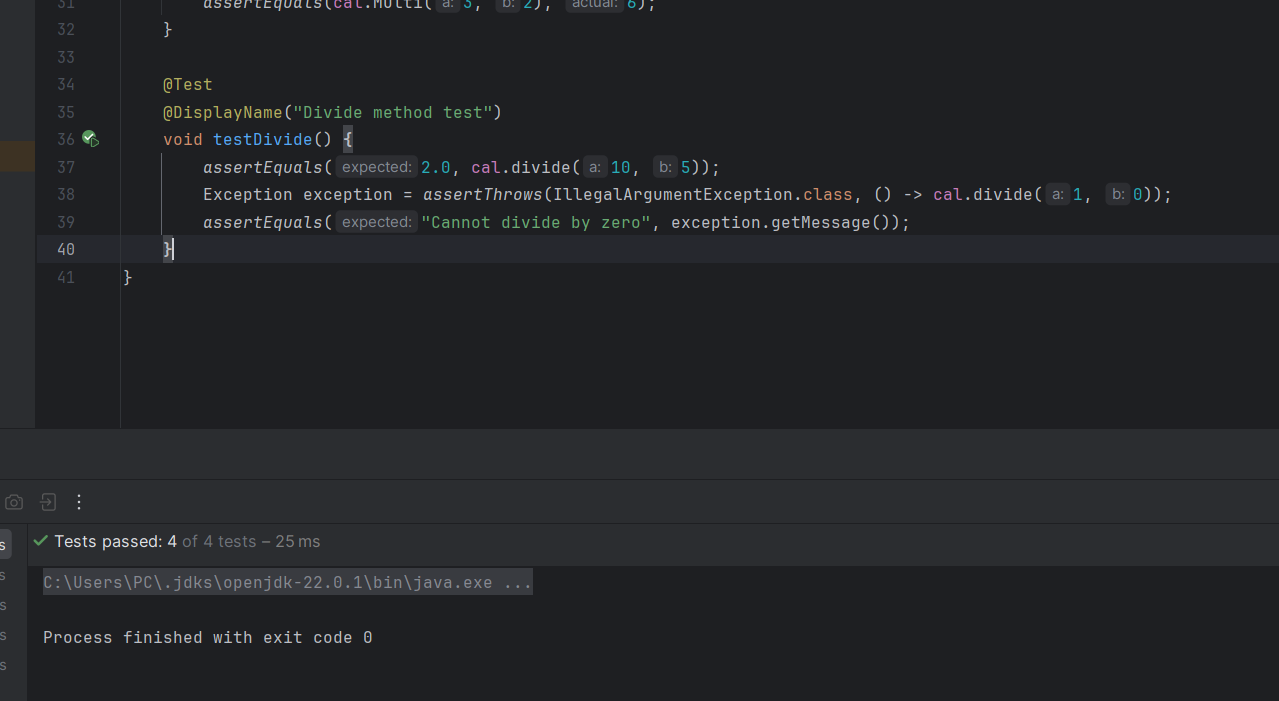 31 assertEquals(cal.Multi( a: 3, b: 2), actual: 6);
32 }
33
34 @Test
35 @DisplayName("Divide method test")
36 void testDivide() {
37 assertEquals( expected: 2.0, cal.divide( a: 10, b: 5));
38 Exception exception = assertThrows(IllegalArgumentException.class, () -> cal.divide( a: 1, b: 0));
39 assertEquals( expected: "Cannot divide by zero", exception.getMessage());
40 }
41 }
s Tests passed: 4 of 4 tests – 25 ms
s C:\Users\PC\.jdks\openjdk-22.0.1\bin\java.exe ...
s
s Process finished with exit code 0
s